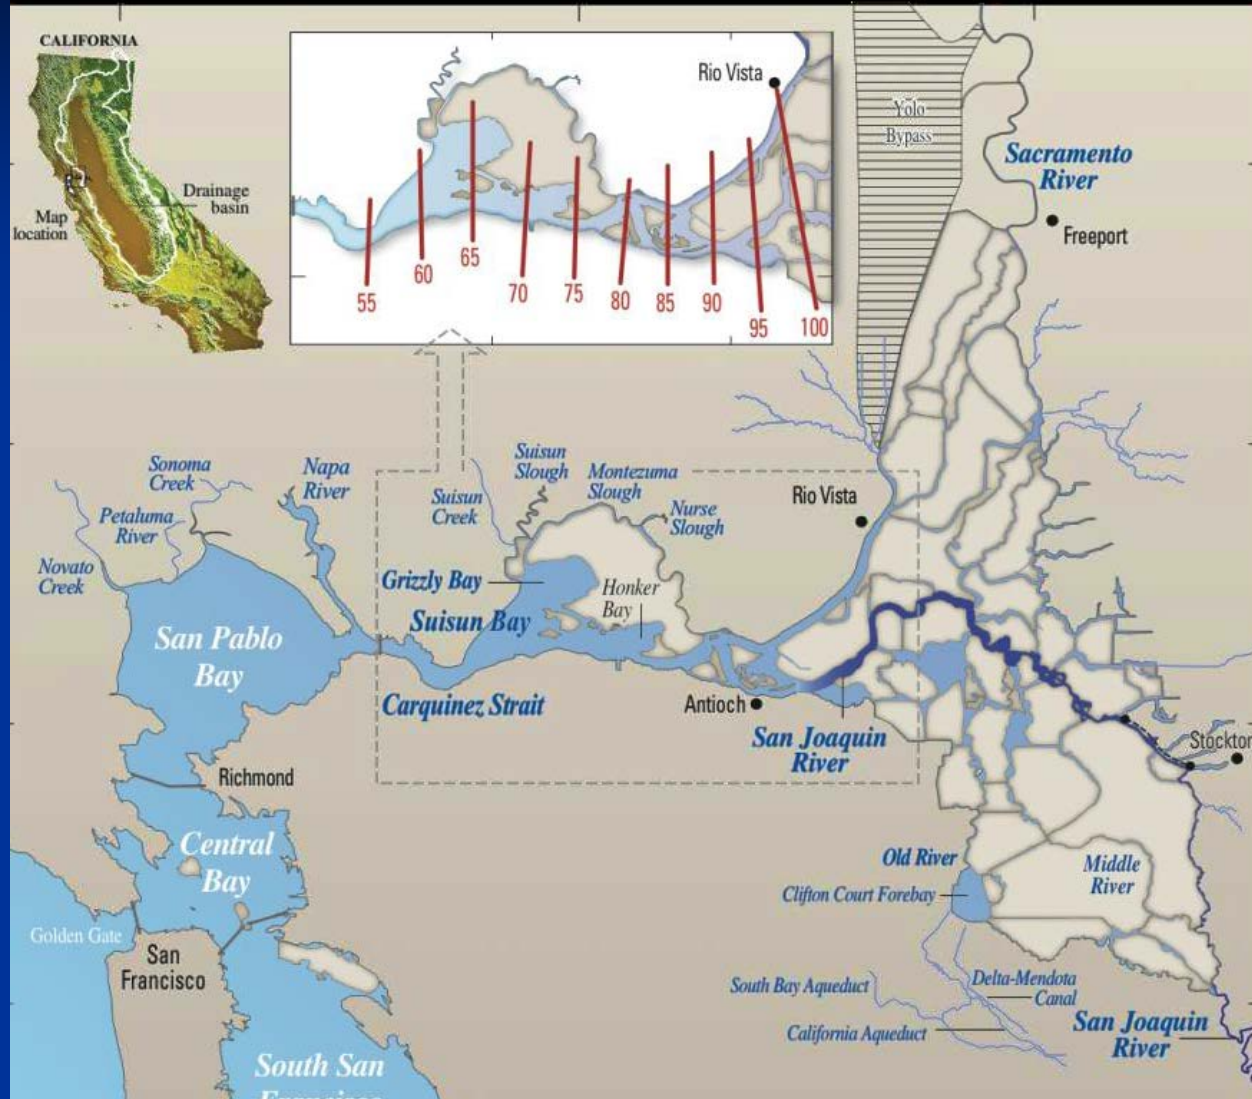 CALIFORNIA
Drainage
basin
Map
location
Rio Vista
55
60
65
70
75
80
85
90
95
100
Yolo
Bypass
Sacramento
River
Freeport
Sonoma
Creek
Napa
River
Petaluma
River
Novato
Creek
Suisun
Creek
Suisun
Slough
Montezuma
Slough
Nurse
Slough
Rio Vista
Grizzly Bay
Honker
Bay
Suisun Bay
San Pablo
Bay
Carquinez Strait
Antioch
San Joaquin
River
Stockton
Richmond
Central
Bay
Old River
Middle
River
Clifton Court Forebay
Golden Gate
San
Francisco
South Bay Aqueduct
Delta-Mendota
Canal
California Aqueduct
San Joaquin
River
South San
Francisco